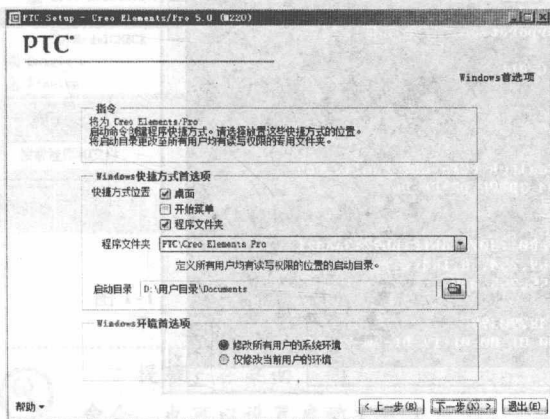 PTC Setup - Creo Elements/Pro 5.0 (M220)
PTC
Windows首选项
指令
将为 Creo Elements/Pro
启动命令创建程序快捷方式。请选择放置这些快捷方式的位置。
将启动目录更改至所有用户均有读写权限的专用文件夹。
Windows快捷方式首选项
快捷方式位置 桌面
开始菜单
程序文件夹
程序文件夹 PTC\Creo Elements Pro
定义所有用户均有读写权限的位置的启动目录。
启动目录 D:\用户目录\Documents
Windows环境首选项
修改所有用户的系统环境
仅修改当前用户的环境
帮助 < 上一步(B) 下一步(N) > 退出(E)